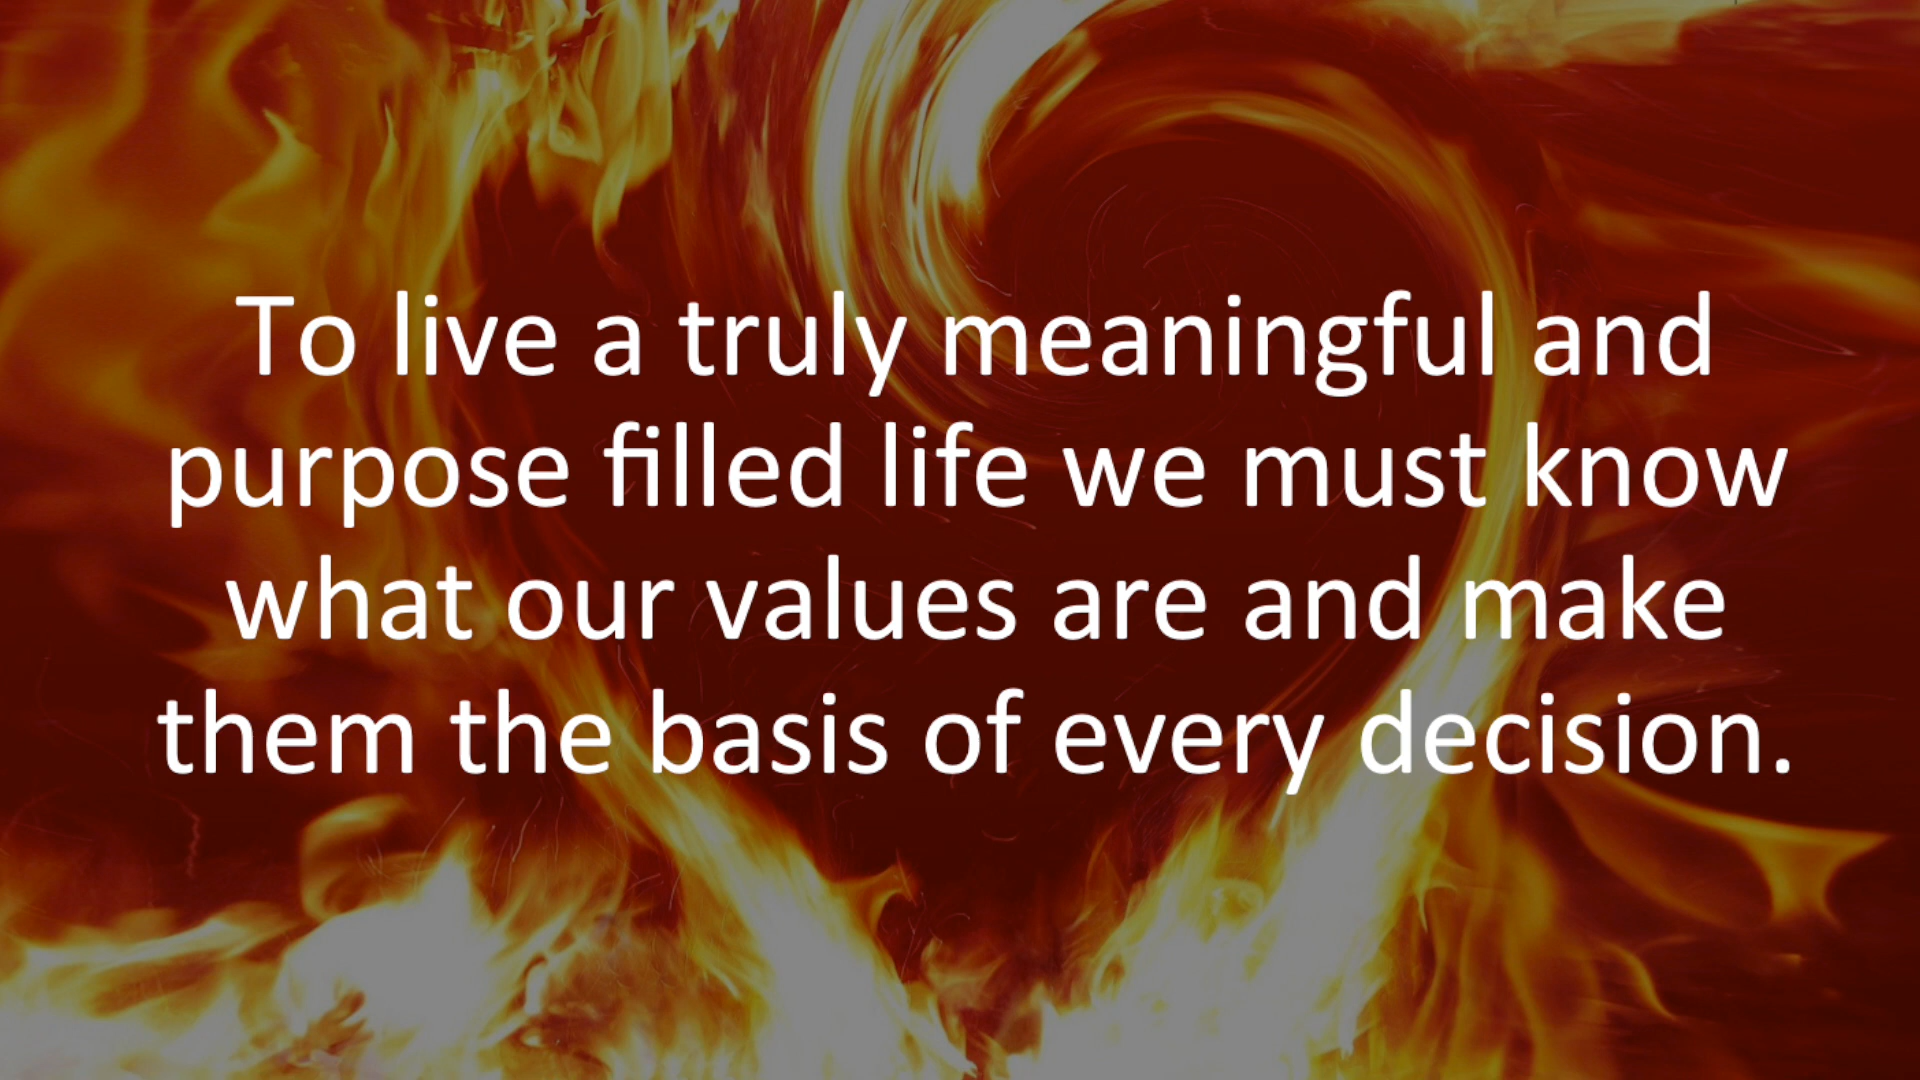 To live a truly meaningful and
purpose filled life we must know
what our values are and make
them the basis of every decision.